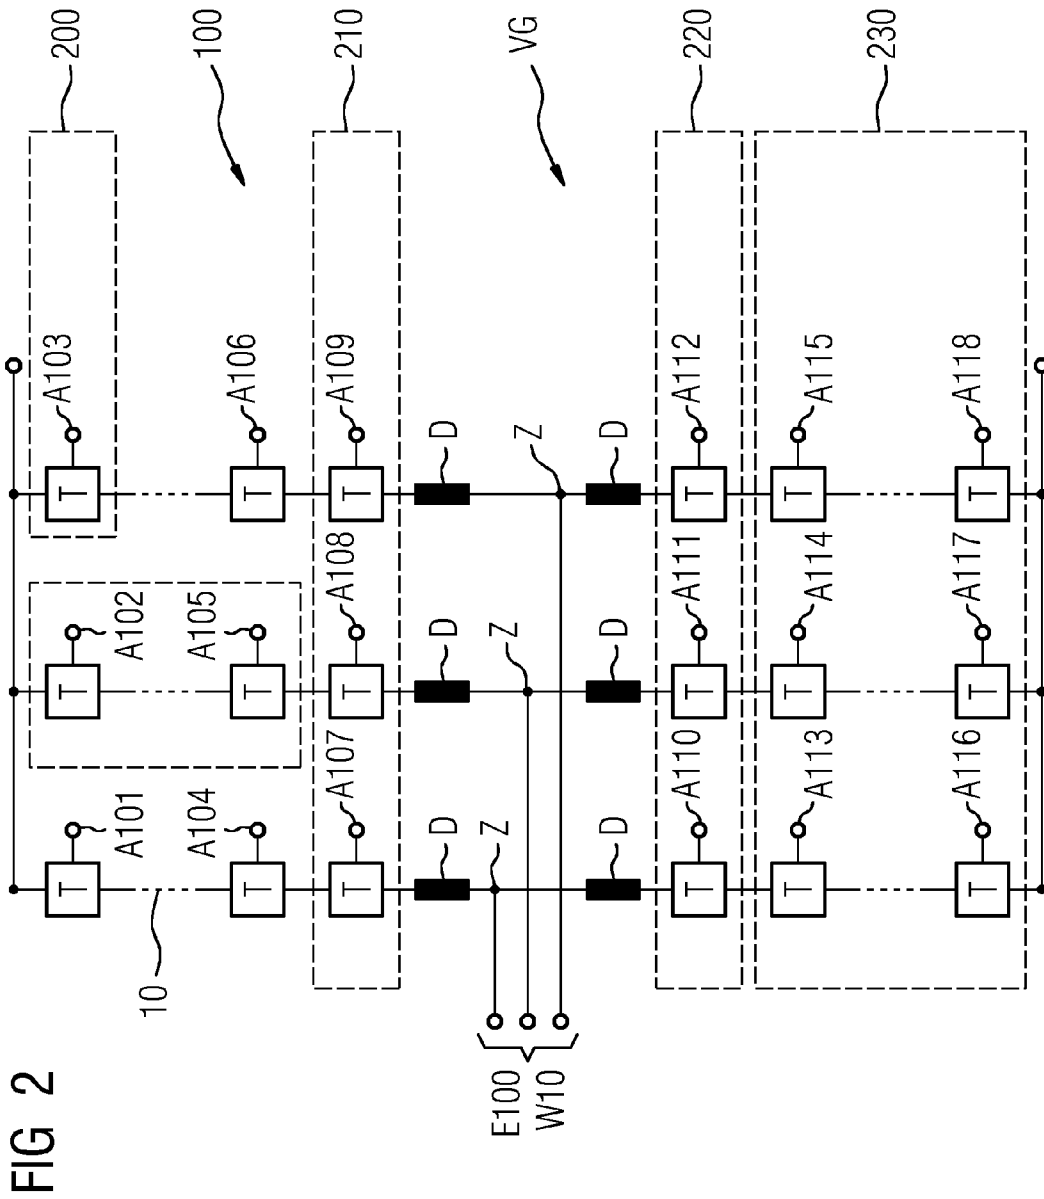 FIG 2
200
T
T
T A103
A101
A102
10
100
A104
A105
T
T
T A106
210
T A107
T A108
T A109
D
D
D
VG
Z
Z
Z
E100
W10
D
D
D
220
T A110
T A111
T A112
230
T A113
T A114
T A115
T A116
T A117
T A118